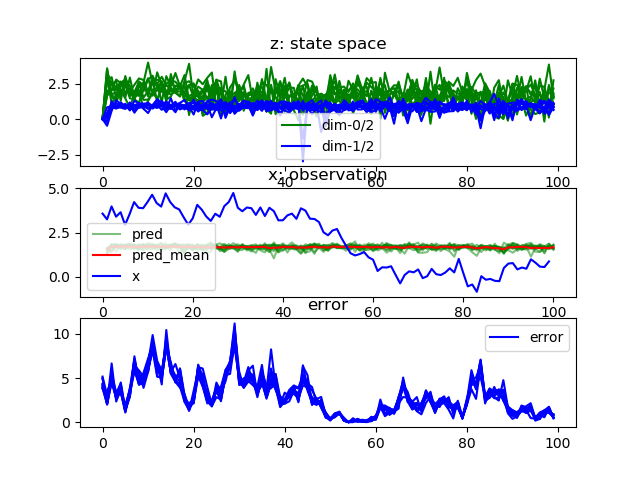 z: state space
2.5
0.0
−2.5
dim-0/2
dim-1/2
0 20 40 60 80 100
x: observation
5.0
2.5
0.0
pred
pred_mean
x
0 20 40 60 80 100
error
10
5
0
error
0 20 40 60 80 100